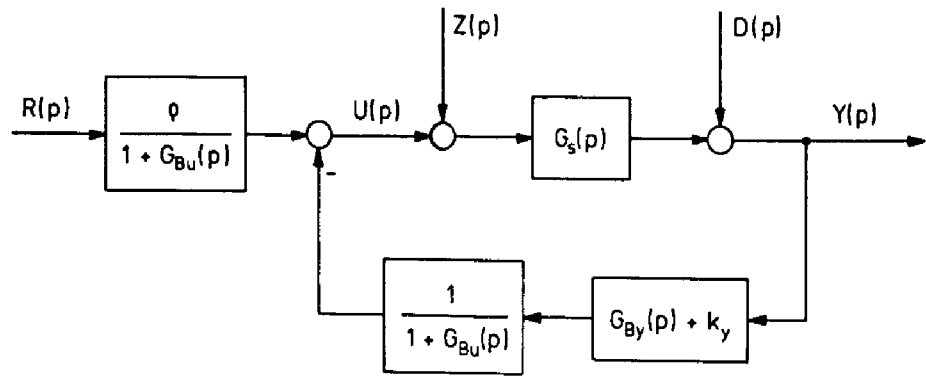 Z(p)
D(p)
R(p)
ϱ
1 + G_Bu(p)
U(p)
G_s(p)
Y(p)
-
1
1 + G_Bu(p)
G_By(p) + k_y